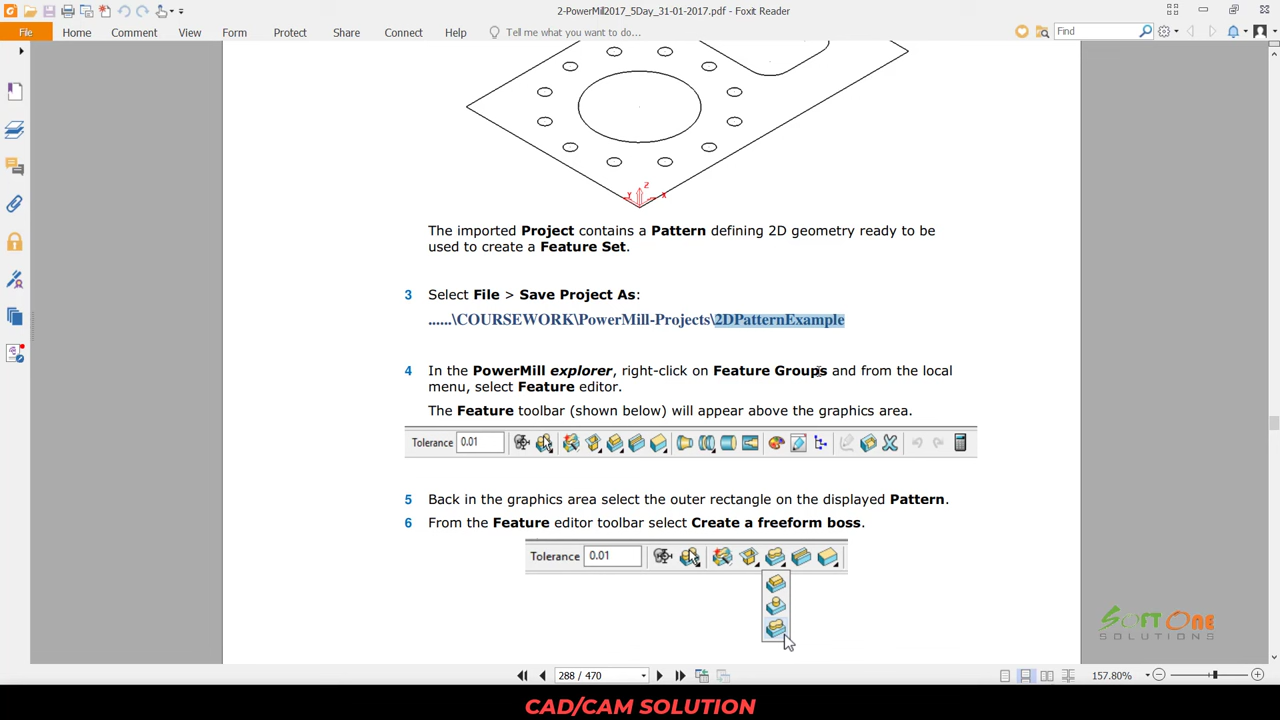 2-PowerMill2017_5Day_31-01-2017.pdf - Foxit Reader
File Home Comment View Form Protect Share Connect Help Tell me what you want to do... Find
Z
Y X
The imported Project contains a Pattern defining 2D geometry ready to be
used to create a Feature Set.
3 Select File > Save Project As:
......\COURSEWORK\PowerMill-Projects\2DPatternExample
4 In the PowerMill explorer, right-click on Feature Groups and from the local
menu, select Feature editor.
The Feature toolbar (shown below) will appear above the graphics area.
Tolerance 0.01
5 Back in the graphics area select the outer rectangle on the displayed Pattern.
6 From the Feature editor toolbar select Create a freeform boss.
Tolerance 0.01
SOFT ONE
SOLUTIONS
288 / 470 157.80%
CAD/CAM SOLUTION